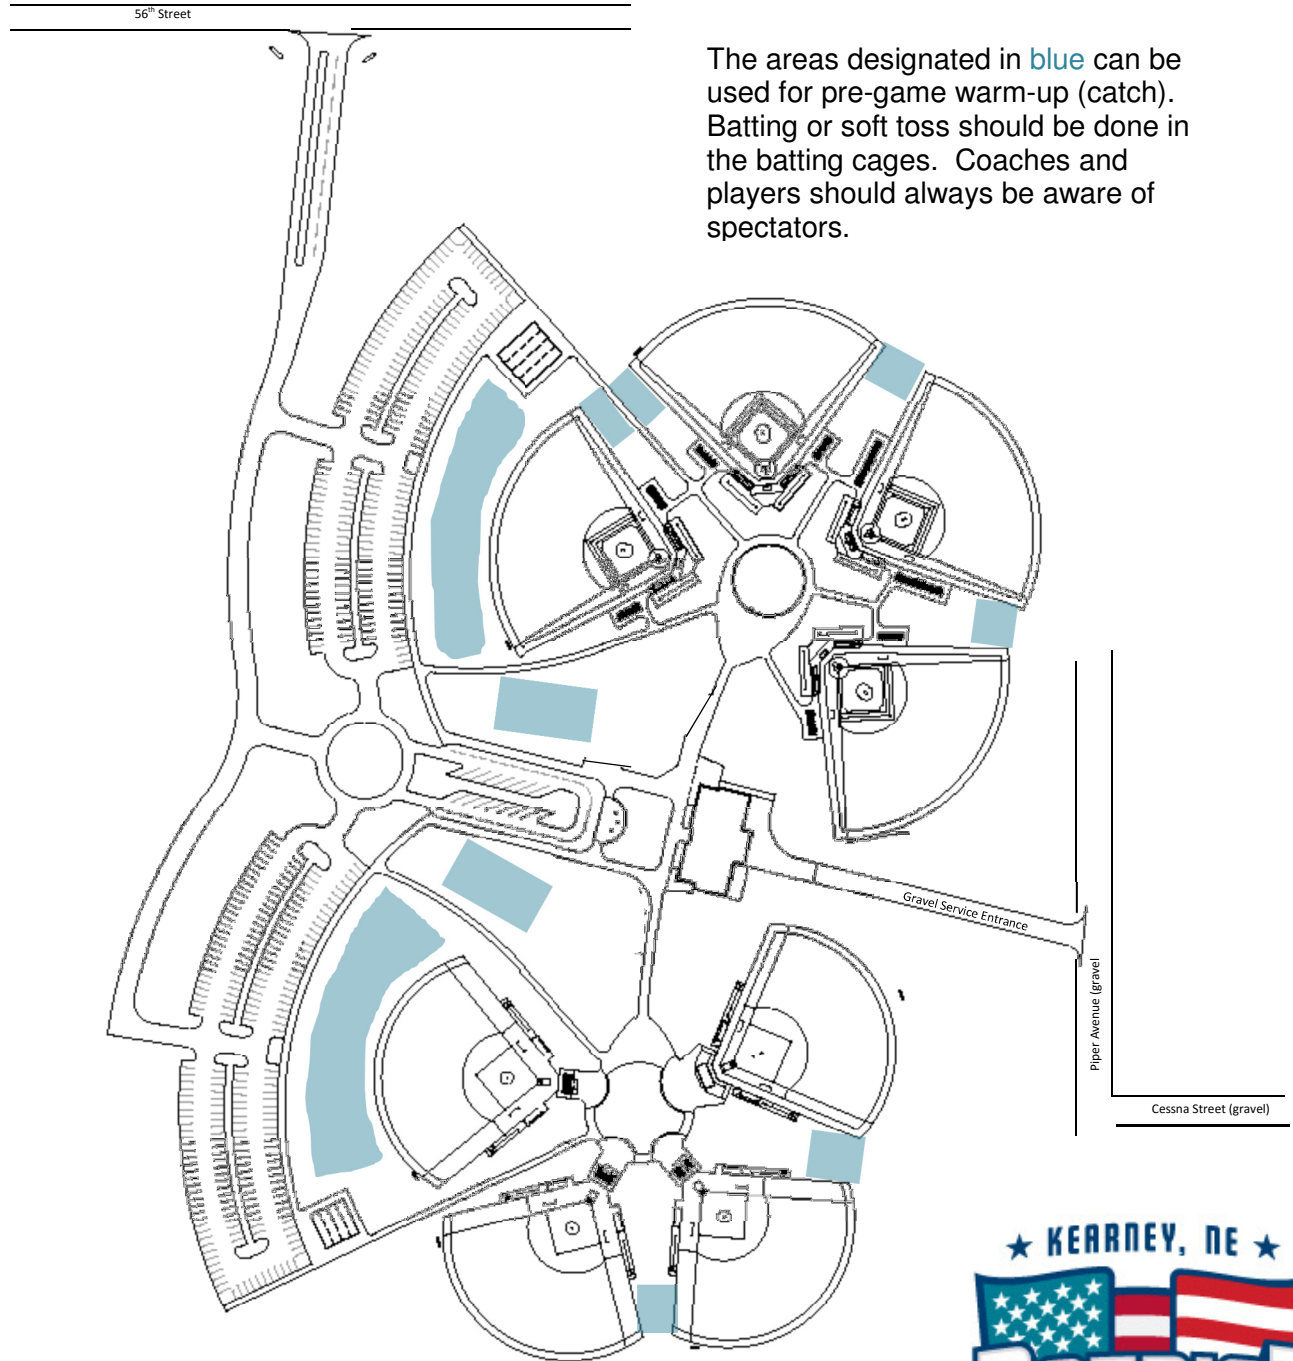 56th Street
The areas designated in blue can be
used for pre-game warm-up (catch).
Batting or soft toss should be done in
the batting cages. Coaches and
players should always be aware of
spectators.
Gravel Service Entrance
Piper Avenue (gravel
Cessna Street (gravel)
KEARNEY, NE